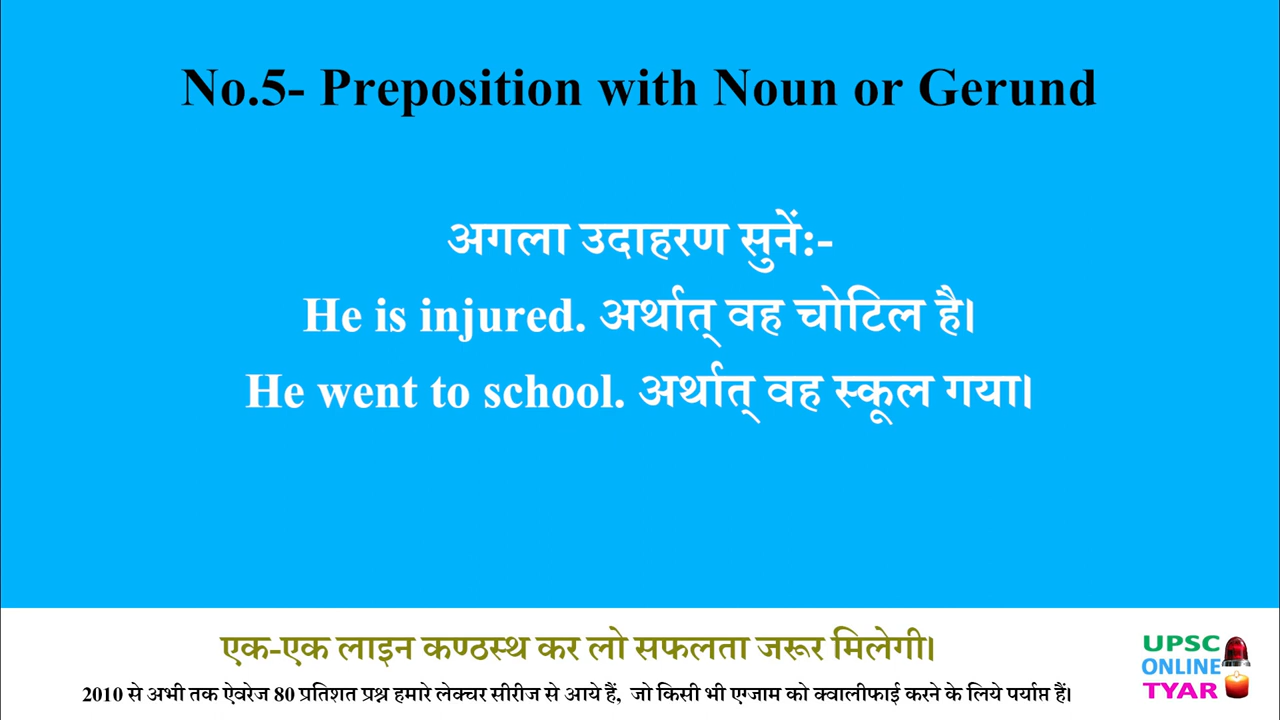 No.5- Preposition with Noun or Gerund
अगला उदाहरण सुनें:-
He is injured. अर्थात् वह चोटिल है।
He went to school. अर्थात् वह स्कूल गया।
एक-एक लाइन कण्ठस्थ कर लो सफलता जरूर मिलेगी।
2010 से अभी तक ऐवरेज 80 प्रतिशत प्रश्न हमारे लेक्चर सीरीज से आये हैं, जो किसी भी एग्जाम को क्वालीफाई करने के लिये पर्याप्त हैं।
UPSC
ONLINE
TYAR